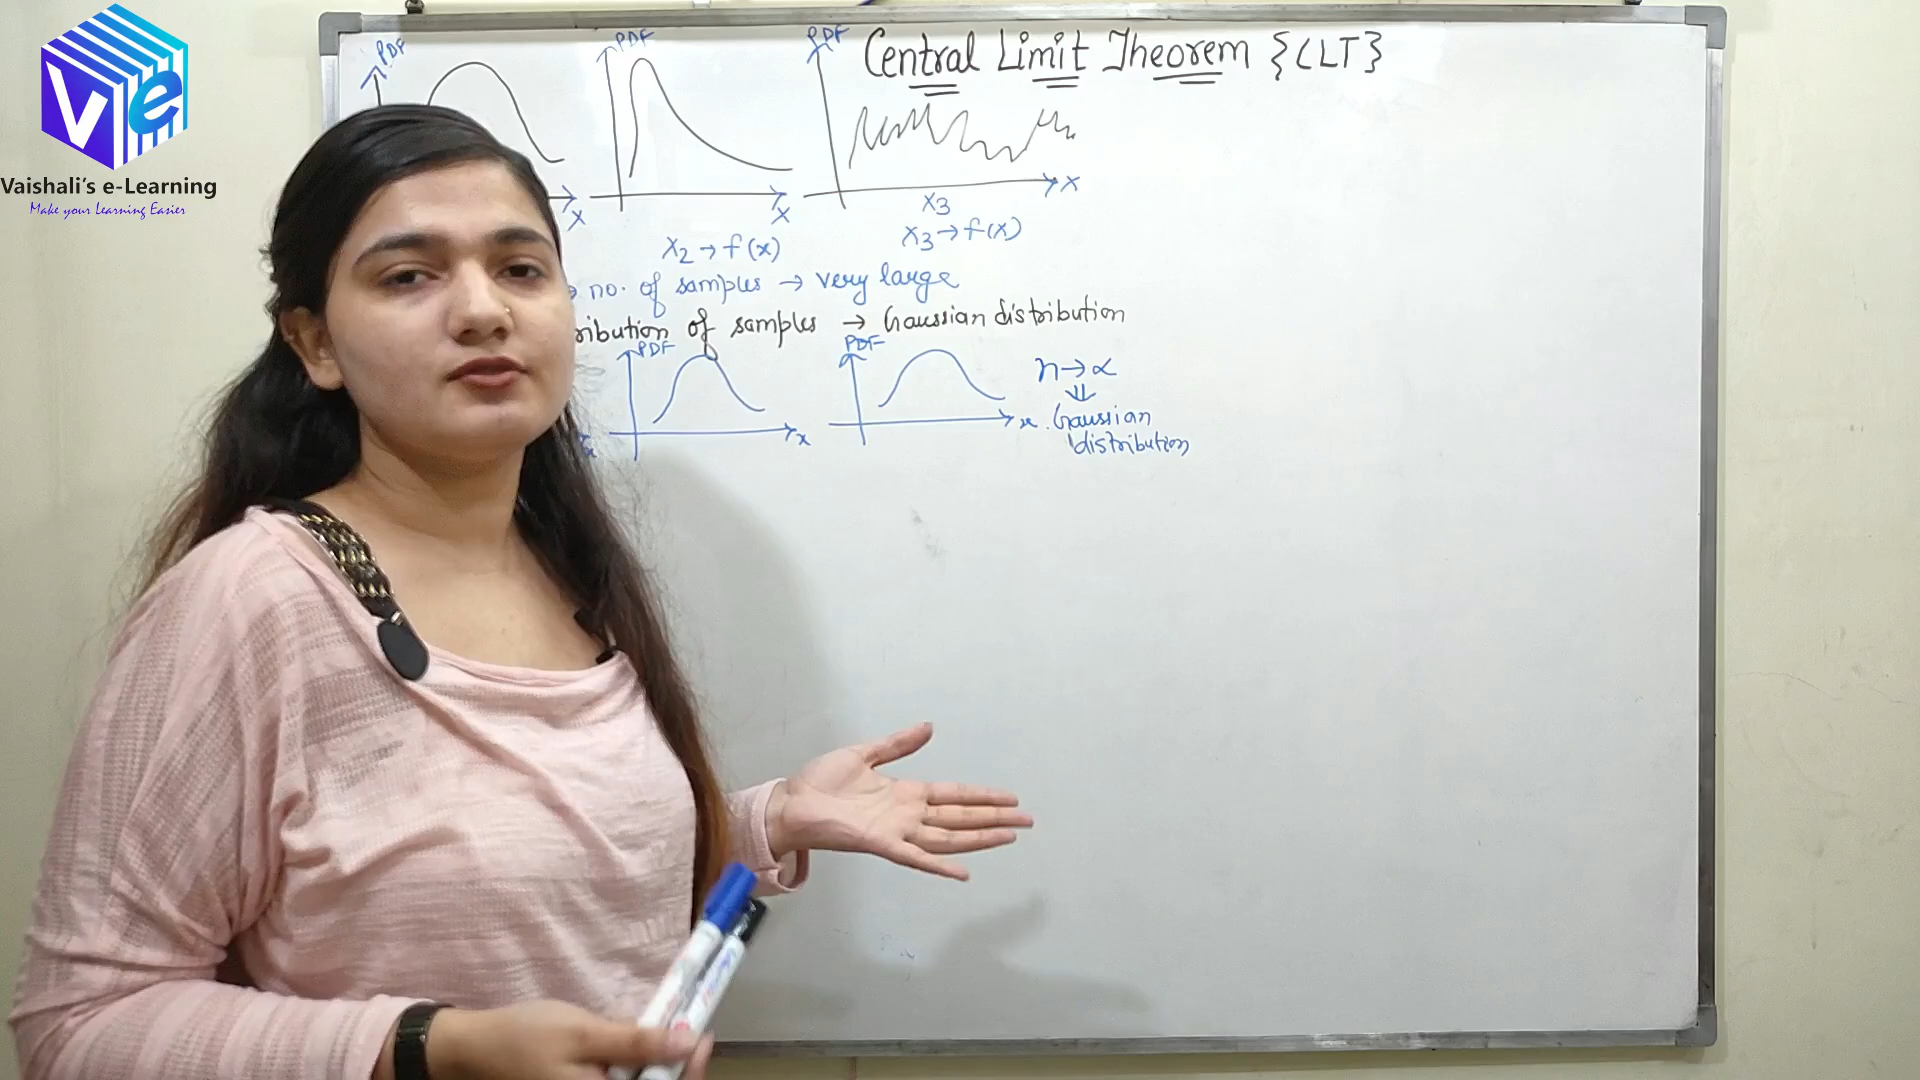 Vaishali's e-Learning
Make your Learning Easier
Central Limit Theorem {CLT}
PDF
PDF
PDF
X
X
X
X3
X2 → f(x)
X3 → f(x)
no. of samples → very large
of samples → Gaussian distribution
PDF
PDF
x
x
x
n → ∝
⇓
Gaussian
distribution